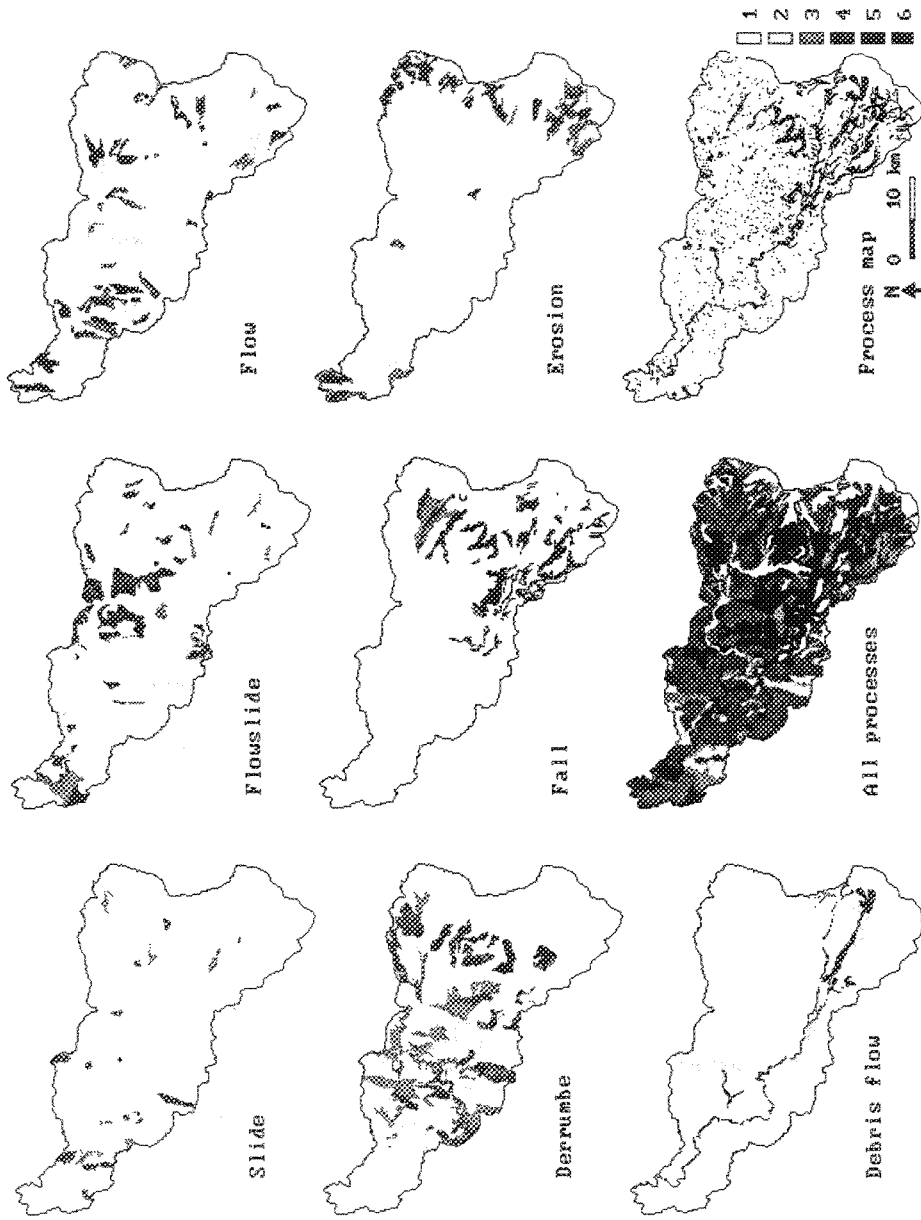 Slide
Flowslide
Flow
Derrumbe
Fall
Erosion
Debris flow
All processes
Process map
1
2
3
4
5
6
N 0 10 km